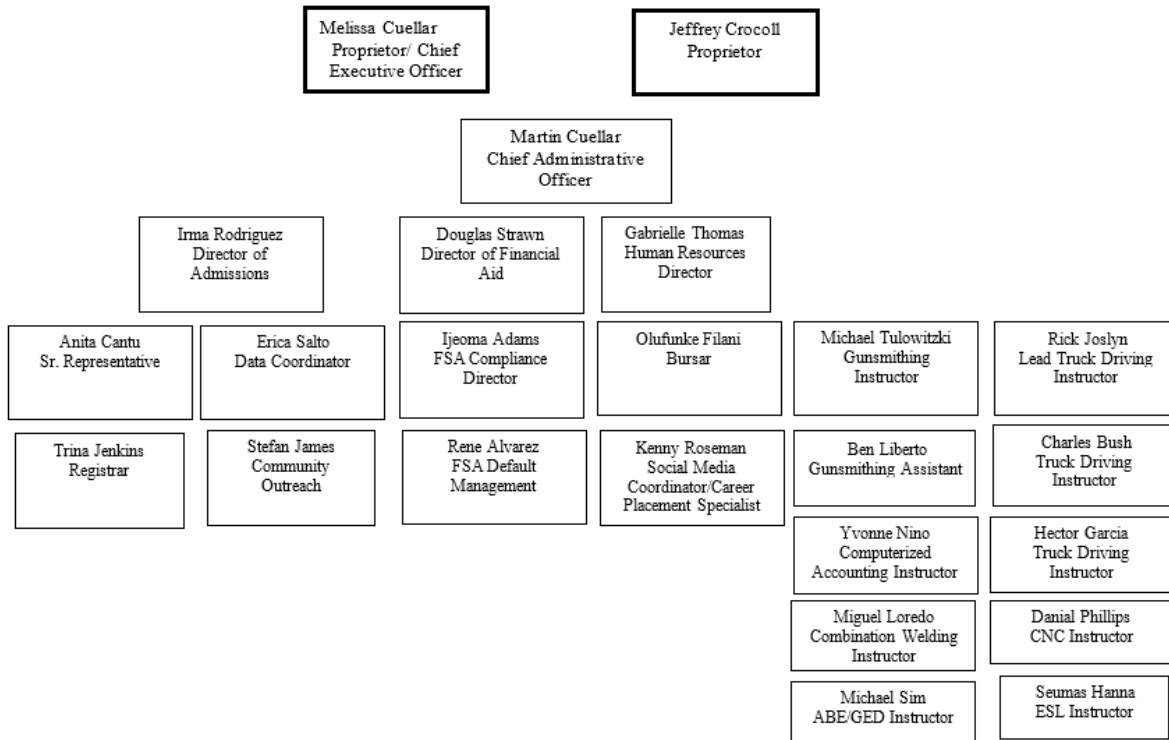 Melissa Cuellar
Proprietor/ Chief
Executive Officer
Jeffrey Crocoll
Proprietor
Martin Cuellar
Chief Administrative
Officer
Irma Rodriguez
Director of
Admissions
Douglas Strawn
Director of Financial
Aid
Gabrielle Thomas
Human Resources
Director
Anita Cantu
Sr. Representative
Erica Salto
Data Coordinator
Ijeoma Adams
FSA Compliance
Director
Olufunke Filani
Bursar
Michael Tulowitzki
Gunsmithing
Instructor
Rick Joslyn
Lead Truck Driving
Instructor
Trina Jenkins
Registrar
Stefan James
Community
Outreach
Rene Alvarez
FSA Default
Management
Kenny Roseman
Social Media
Coordinator/Career
Placement Specialist
Ben Liberto
Gunsmithing Assistant
Charles Bush
Truck Driving
Instructor
Yvonne Nino
Computerized
Accounting Instructor
Hector Garcia
Truck Driving
Instructor
Miguel Loredo
Combination Welding
Instructor
Danial Phillips
CNC Instructor
Michael Sim
ABE/GED Instructor
Seumas Hanna
ESL Instructor